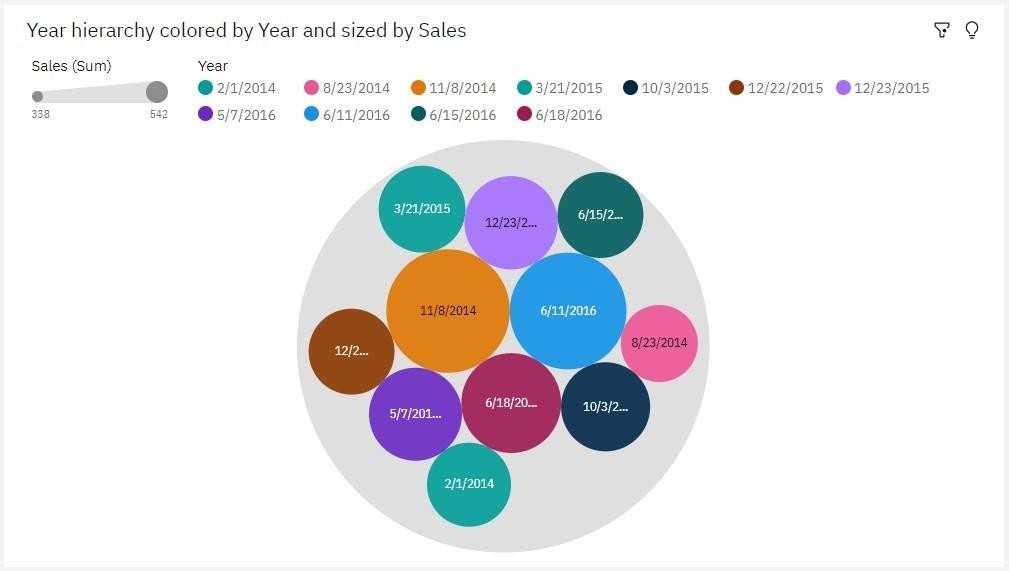 Year hierarchy colored by Year and sized by Sales
Sales (Sum)
338 542
Year
2/1/2014 8/23/2014 11/8/2014 3/21/2015 10/3/2015 12/22/2015 12/23/2015
5/7/2016 6/11/2016 6/15/2016 6/18/2016
3/21/2015
12/23/2...
6/15/2...
11/8/2014
6/11/2016
8/23/2014
12/2...
5/7/201...
6/18/20...
10/3/2...
2/1/2014